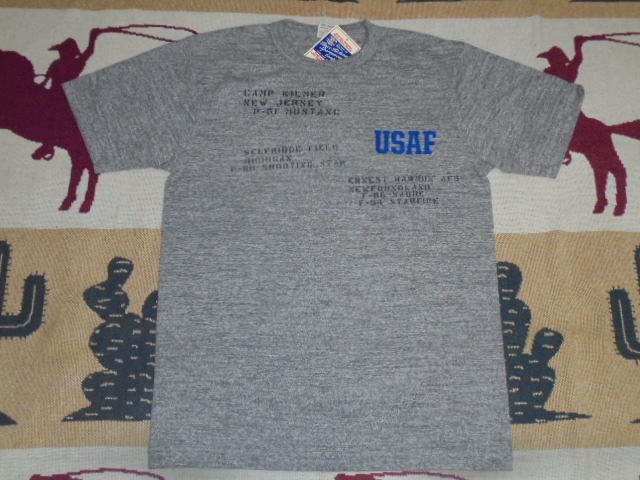 CAMP KILMER
NEW JERSEY
P-51 MUSTANG
USAF
SELFRIDGE FIELD
MICHIGAN
P-80 SHOOTING STAR
ERNEST HARMON AFB
NEWFOUNDLAND
F-86 SABRE
F-94 STARFIRE